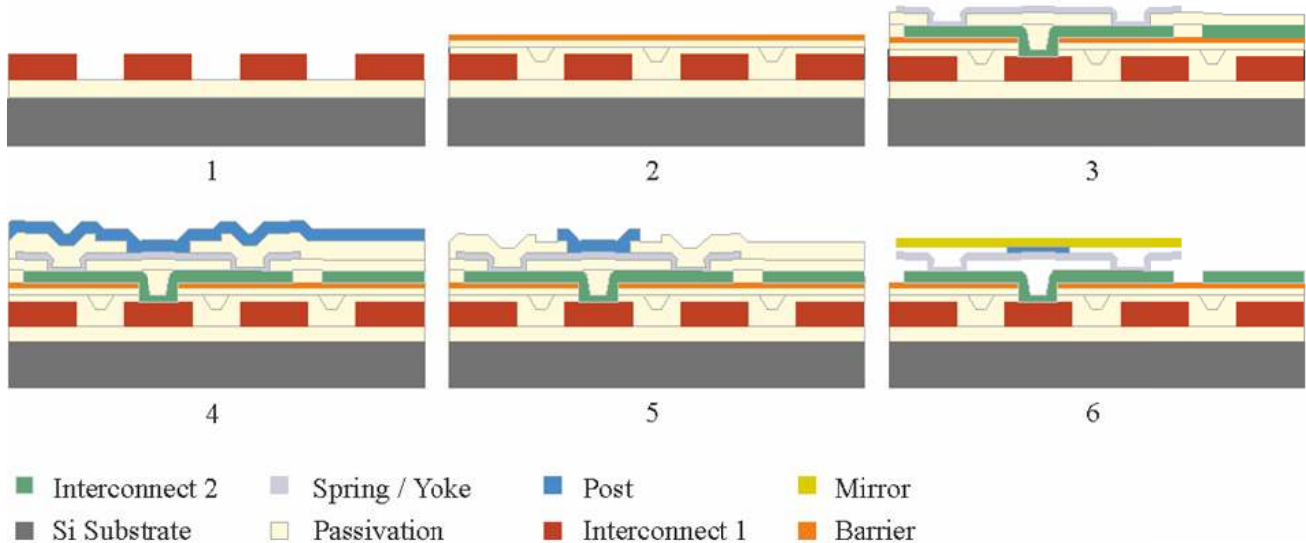 1
2
3
4
5
6
Interconnect 2
Spring / Yoke
Post
Mirror
Si Substrate
Passivation
Interconnect 1
Barrier